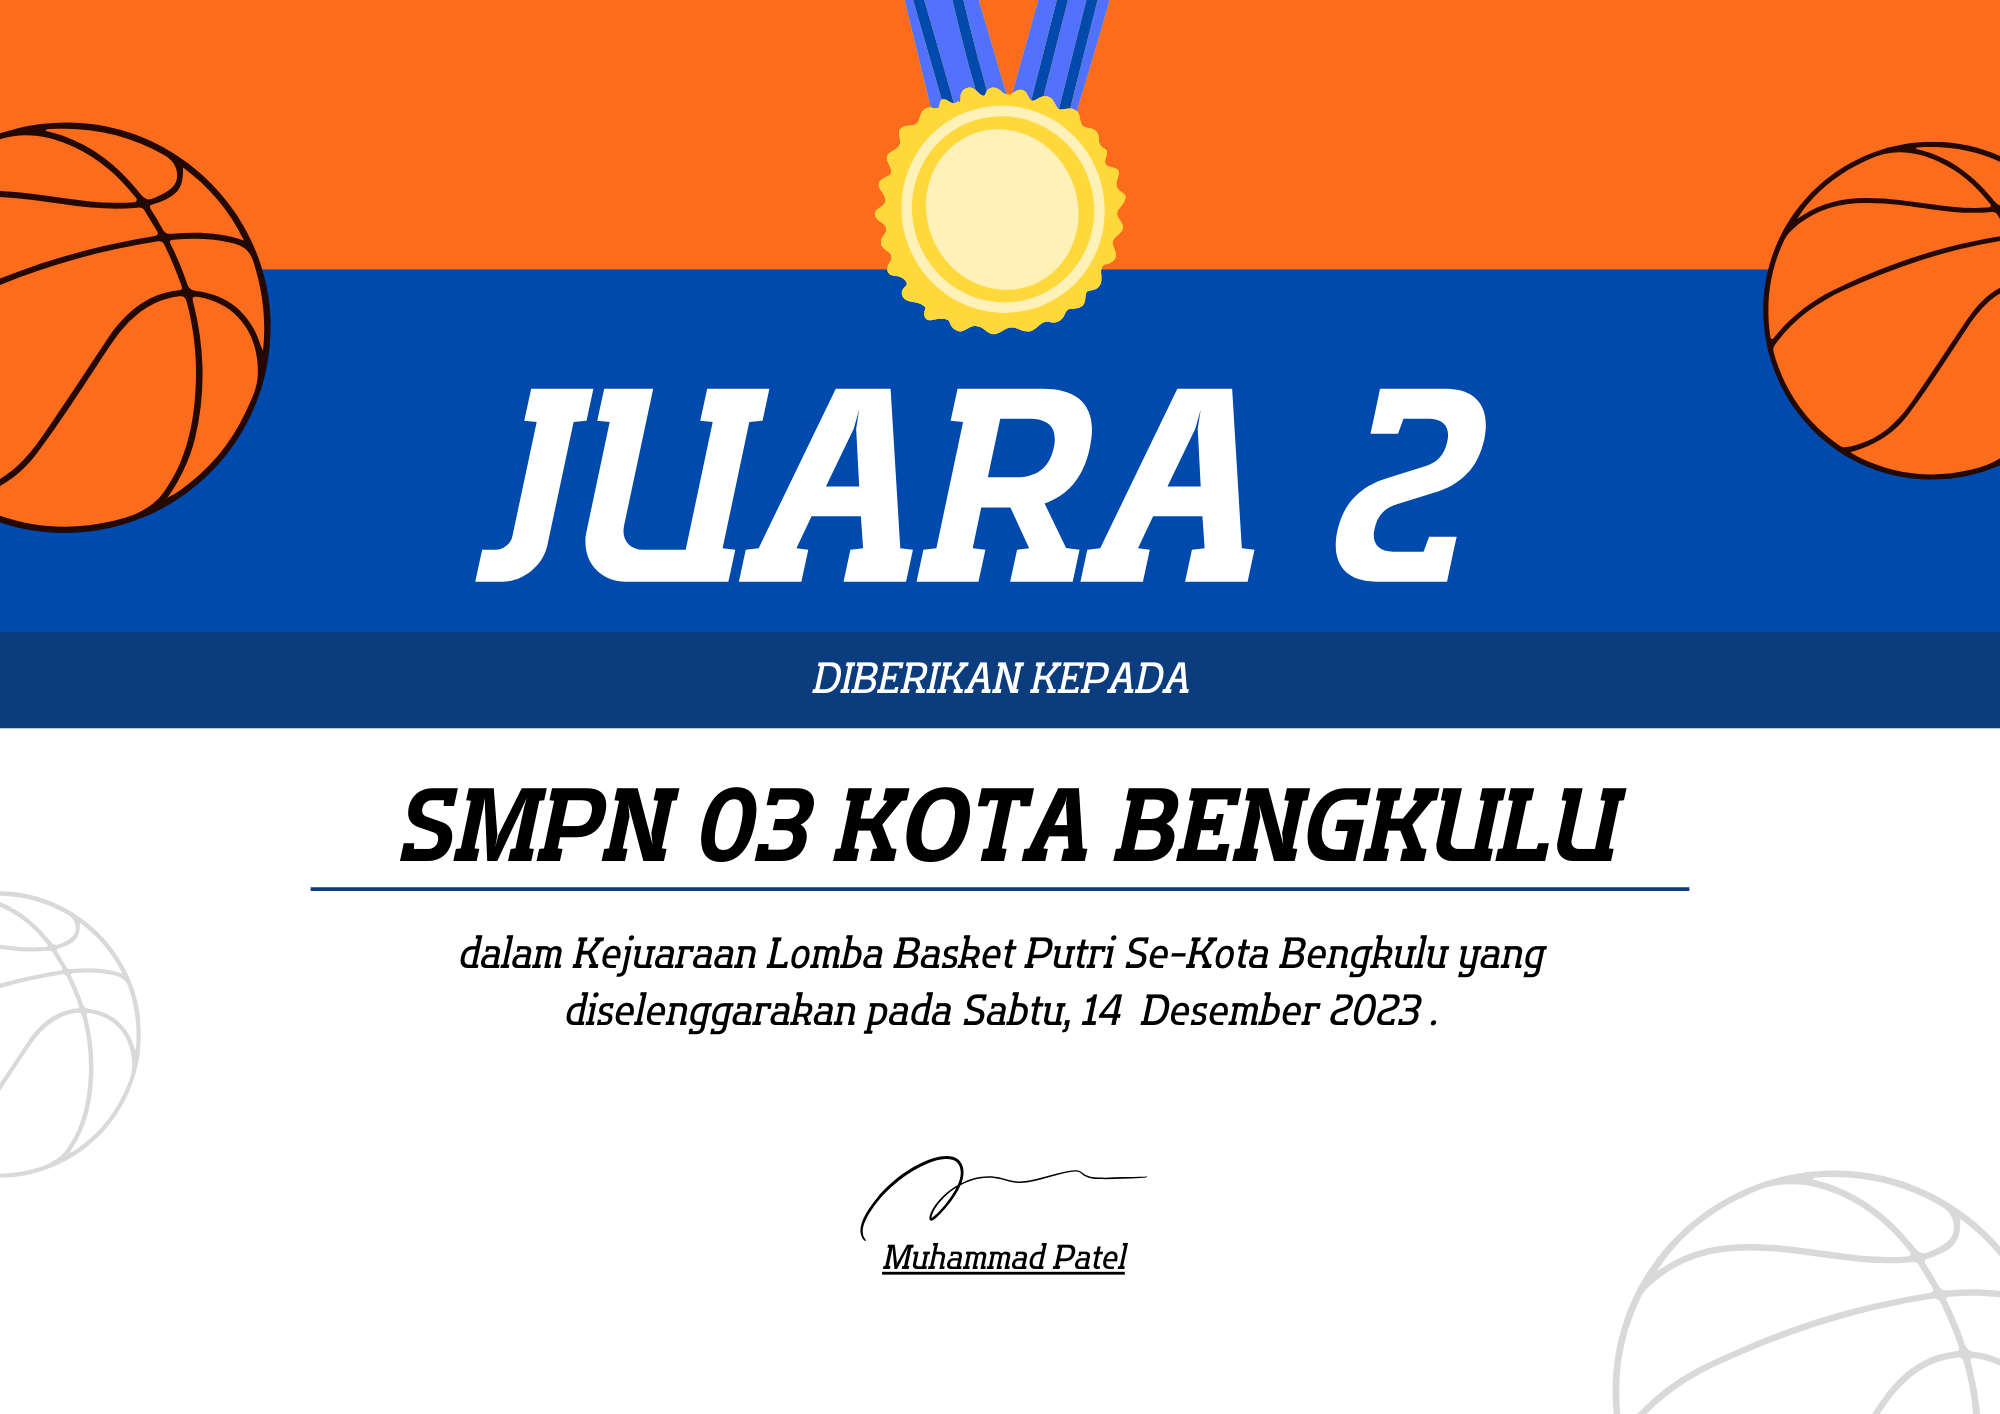 JUARA 2
DIBERIKAN KEPADA
SMPN 03 KOTA BENGKULU
dalam Kejuaraan Lomba Basket Putri Se-Kota Bengkulu yang
diselenggarakan pada Sabtu, 14  Desember 2023 .
Muhammad Patel